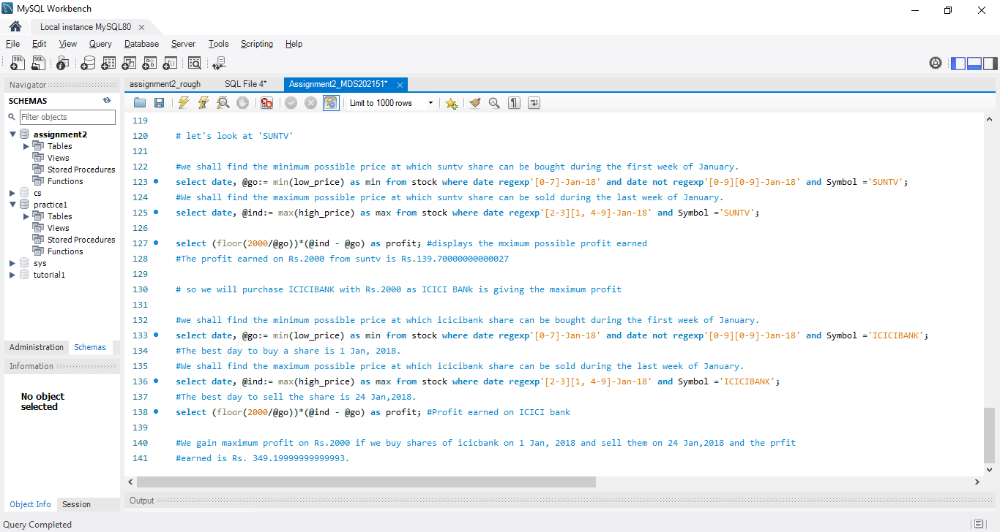 MySQL Workbench
Local instance MySQL80
File Edit View Query Database Server Tools Scripting Help
Navigator
SCHEMAS
Filter objects
assignment2
Tables
Views
Stored Procedures
Functions
cs
practice1
Tables
Views
Stored Procedures
Functions
sys
tutorial1
Administration Schemas
Information
No object
selected
Object Info Session
assignment2_rough SQL File 4* Assignment2_MDS202151*
Limit to 1000 rows
119
120 # let's look at 'SUNTV'
121
122 #we shall find the minimum possible price at which suntv share can be bought during the first week of January.
123 select date, @go:= min(low_price) as min from stock where date regexp'[0-7]-Jan-18' and date not regexp'[0-9][0-9]-Jan-18' and Symbol ='SUNTV';
124 #We shall find the maximum possible price at which suntv share can be sold during the last week of January.
125 select date, @ind:= max(high_price) as max from stock where date regexp'[2-3][1, 4-9]-Jan-18' and Symbol ='SUNTV';
126
127 select (floor(2000/@go))*(@ind - @go) as profit; #displays the mximum possible profit earned
128 #The profit earned on Rs.2000 from suntv is Rs.139.70000000000027
129
130 # so we will purchase ICICIBANK with Rs.2000 as ICICI BANk is giving the maximum profit
131
132 #we shall find the minimum possible price at which icicibank share can be bought during the first week of January.
133 select date, @go:= min(low_price) as min from stock where date regexp'[0-7]-Jan-18' and date not regexp'[0-9][0-9]-Jan-18' and Symbol ='ICICIBANK';
134 #The best day to buy a share is 1 Jan, 2018.
135 #We shall find the maximum possible price at which icicibank share can be sold during the last week of January.
136 select date, @ind:= max(high_price) as max from stock where date regexp'[2-3][1, 4-9]-Jan-18' and Symbol ='ICICIBANK';
137 #The best day to sell the share is 24 Jan,2018.
138 select (floor(2000/@go))*(@ind - @go) as profit; #Profit earned on ICICI bank
139
140 #We gain maximum profit on Rs.2000 if we buy shares of icicbank on 1 Jan, 2018 and sell them on 24 Jan,2018 and the prfit
141 #earned is Rs. 349.19999999999993.
Output
Query Completed